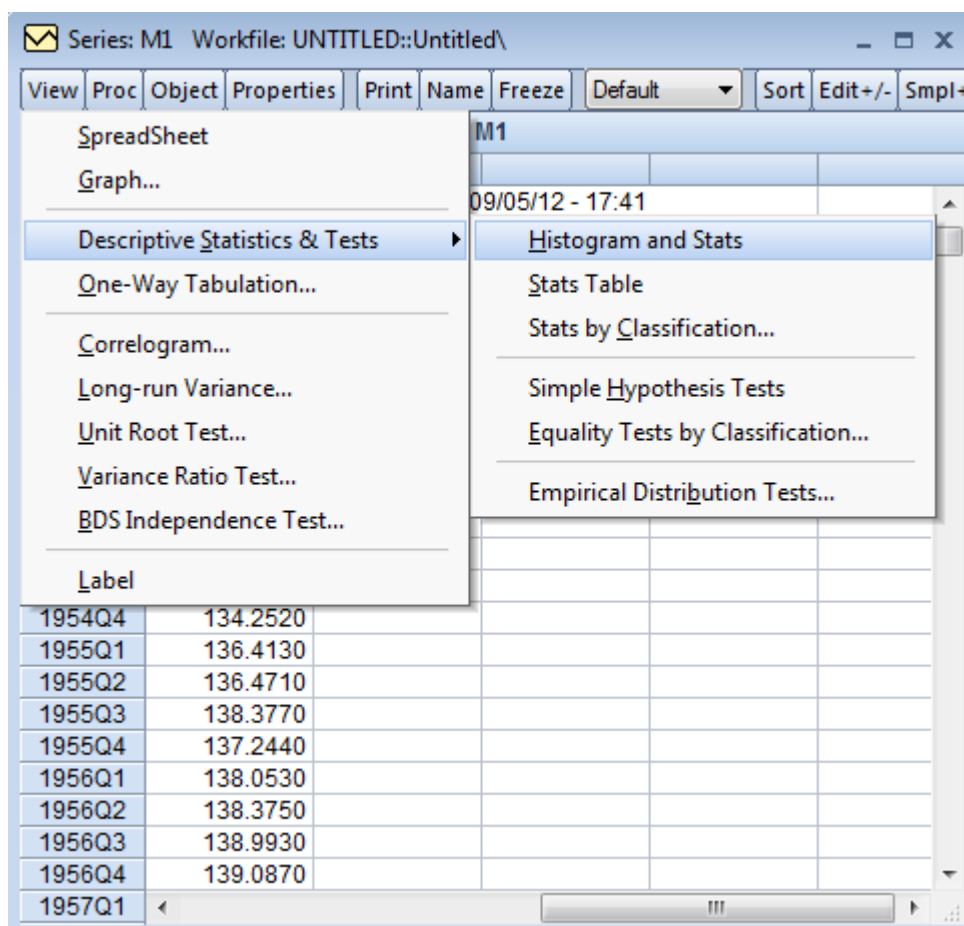 Series: M1 Workfile: UNTITLED::Untitled\
View Proc Object Properties Print Name Freeze Default Sort Edit+/- Smpl+
M1
09/05/12 - 17:41
SpreadSheet
Graph...
Descriptive Statistics & Tests
One-Way Tabulation...
Correlogram...
Long-run Variance...
Unit Root Test...
Variance Ratio Test...
BDS Independence Test...
Label
Histogram and Stats
Stats Table
Stats by Classification...
Simple Hypothesis Tests
Equality Tests by Classification...
Empirical Distribution Tests...
1954Q4 134.2520
1955Q1 136.4130
1955Q2 136.4710
1955Q3 138.3770
1955Q4 137.2440
1956Q1 138.0530
1956Q2 138.3750
1956Q3 138.9930
1956Q4 139.0870
1957Q1